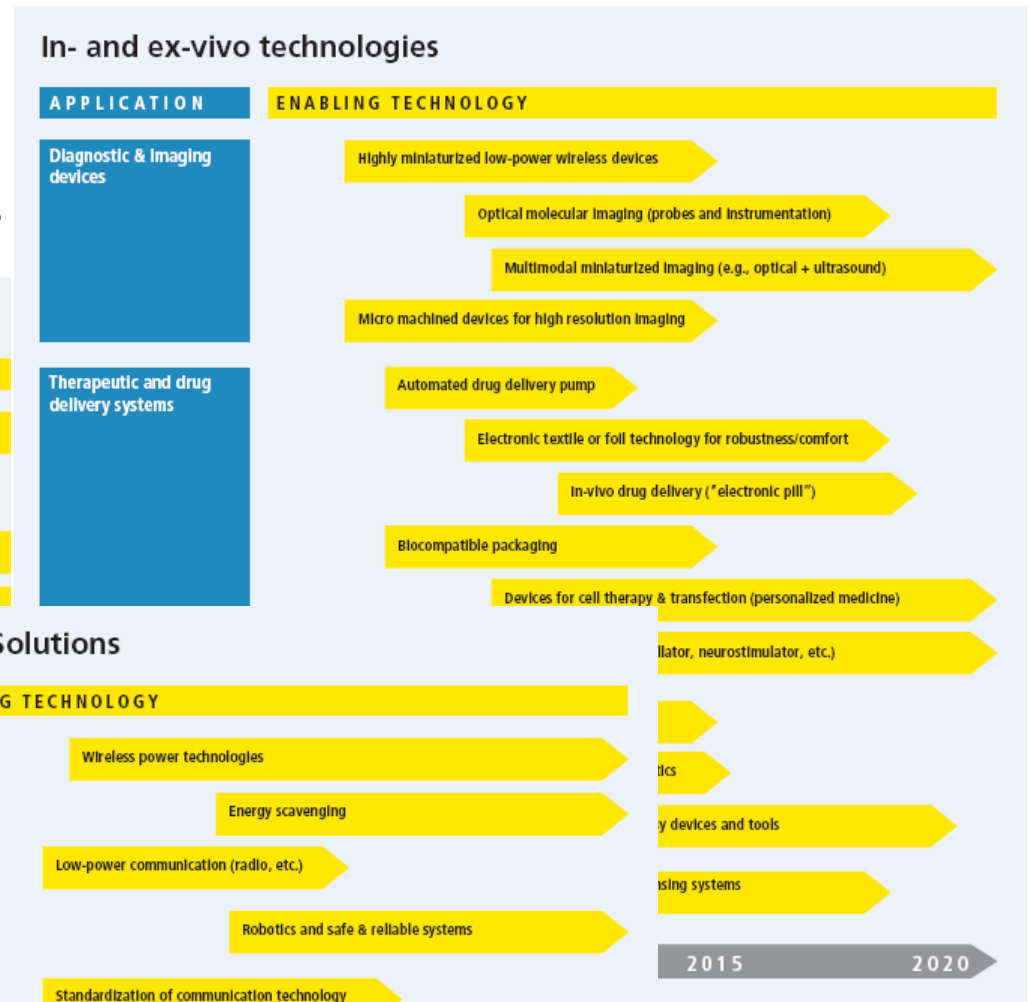 In- and ex-vivo technologies
APPLICATION
ENABLING TECHNOLOGY
Diagnostic & imaging
devices
Highly miniaturized low-power wireless devices
Optical molecular imaging (probes and instrumentation)
Multimodal miniaturized imaging (e.g., optical + ultrasound)
Micro machined devices for high resolution imaging
Therapeutic and drug
delivery systems
Automated drug delivery pump
Electronic textile or foil technology for robustness/comfort
In-vivo drug delivery ("electronic pill")
Biocompatible packaging
Devices for cell therapy & transfection (personalized medicine)
llator, neurostimulator, etc.)
tics
y devices and tools
sing systems
2015
2020
Solutions
G TECHNOLOGY
Wireless power technologies
Energy scavenging
Low-power communication (radio, etc.)
Robotics and safe & reliable systems
Standardization of communication technology